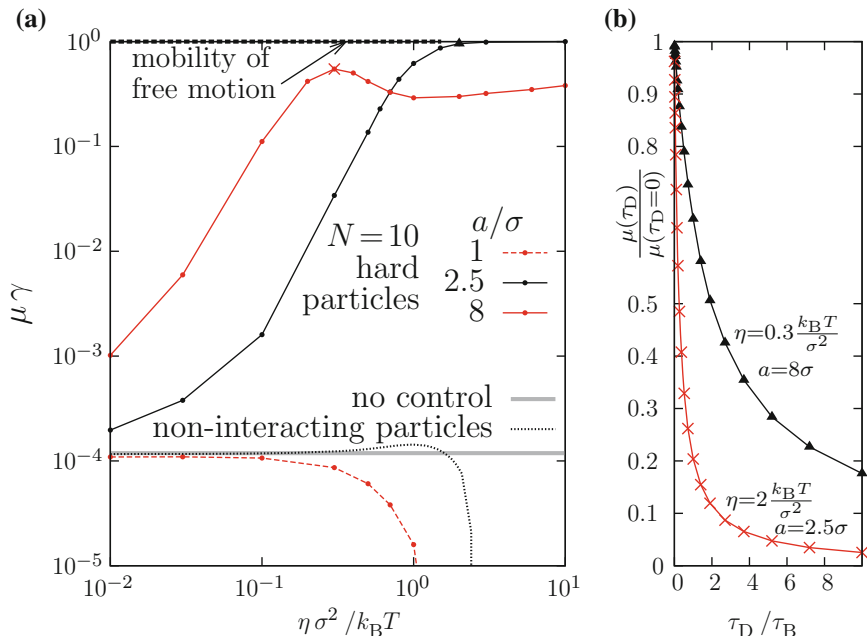 (a)
10^0
10^-1
10^-2
10^-3
10^-4
10^-5
μγ
mobility of
free motion
N=10
hard
particles
a/σ
1
2.5
8
no control
non-interacting particles
10^-2
10^-1
10^0
10^1
ησ²/k_BT
(b)
1
0.9
0.8
0.7
0.6
0.5
0.4
0.3
0.2
0.1
0
μ(τ_D)
μ(τ_D=0)
η=0.3 k_BT/σ²
a=8σ
η=2 k_BT/σ²
a=2.5σ
0 2 4 6 8
τ_D/τ_B